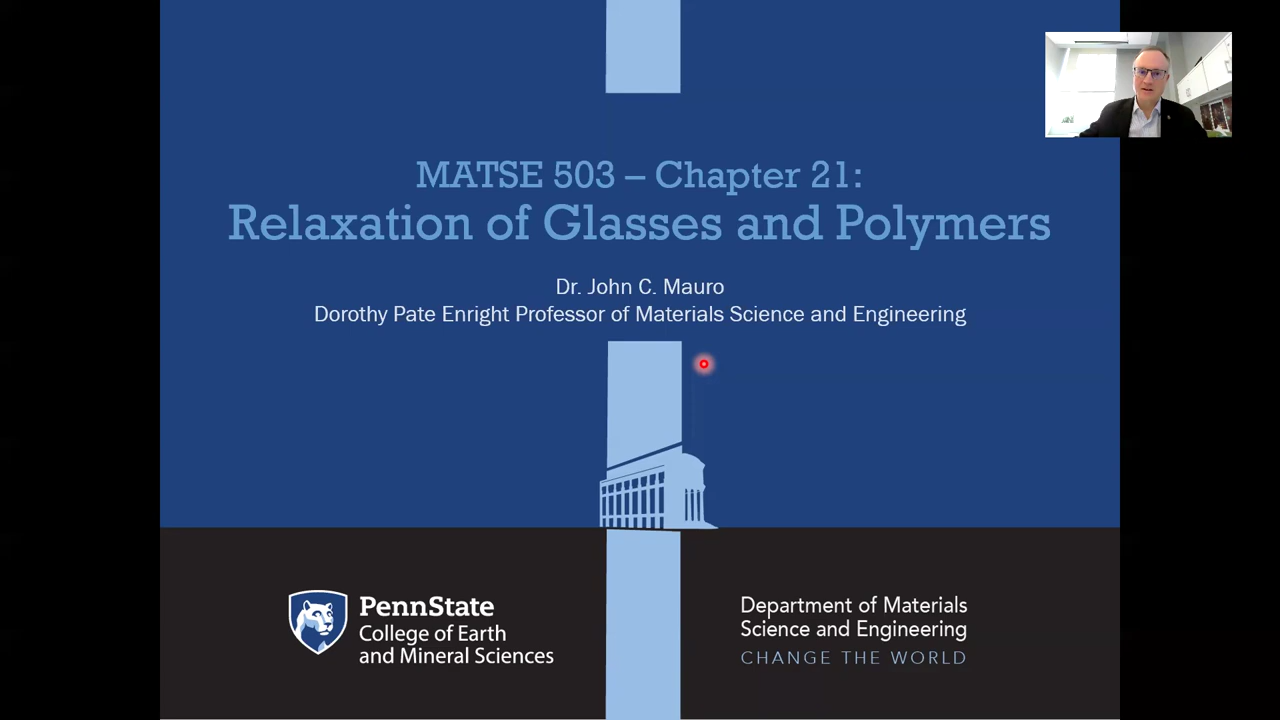 MATSE 503 – Chapter 21:
Relaxation of Glasses and Polymers
Dr. John C. Mauro
Dorothy Pate Enright Professor of Materials Science and Engineering
PennState
College of Earth
and Mineral Sciences
Department of Materials
Science and Engineering
CHANGE THE WORLD